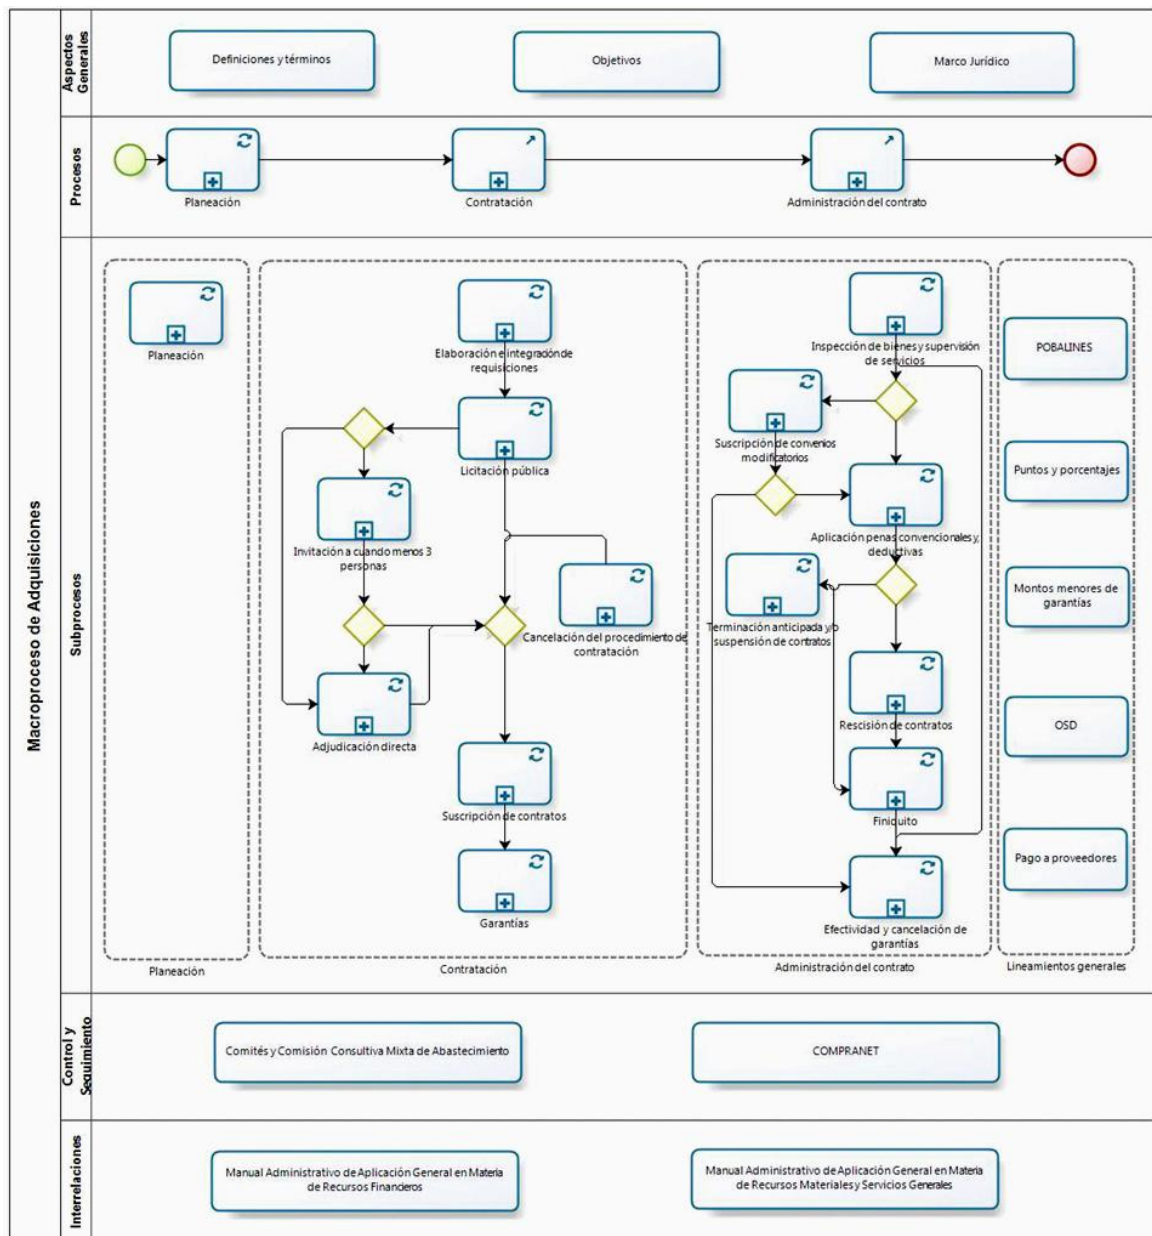 Macroproceso de Adquisiciones
Aspectos
Generales
Definiciones y términos
Objetivos
Marco Jurídico
Procesos
Planeación
Contratación
Administración del contrato
Subprocesos
Planeación
Planeación
Elaboración e integración de
requisiciones
Licitación pública
Invitación a cuando menos 3
personas
Cancelación del procedimiento de
contratación
Adjudicación directa
Suscripción de contratos
Garantías
Contratación
Inspección de bienes y supervisión
de servicios
Suscripción de convenios
modificatorios
Aplicación penas convencionales y,
deductivas
Terminación anticipada y/o
suspensión de contratos
Rescisión de contratos
Finiquito
Efectividad y cancelación de
garantías
Administración del contrato
POBALINES
Puntos y porcentajes
Montos menores de
garantías
OSD
Pago a proveedores
Lineamientos generales
Control y
Seguimiento
Comités y Comisión Consultiva Mixta de Abastecimiento
COMPRANET
Interrelaciones
Manual Administrativo de Aplicación General en Materia
de Recursos Financieros
Manual Administrativo de Aplicación General en Materia
de Recursos Materiales y Servicios Generales